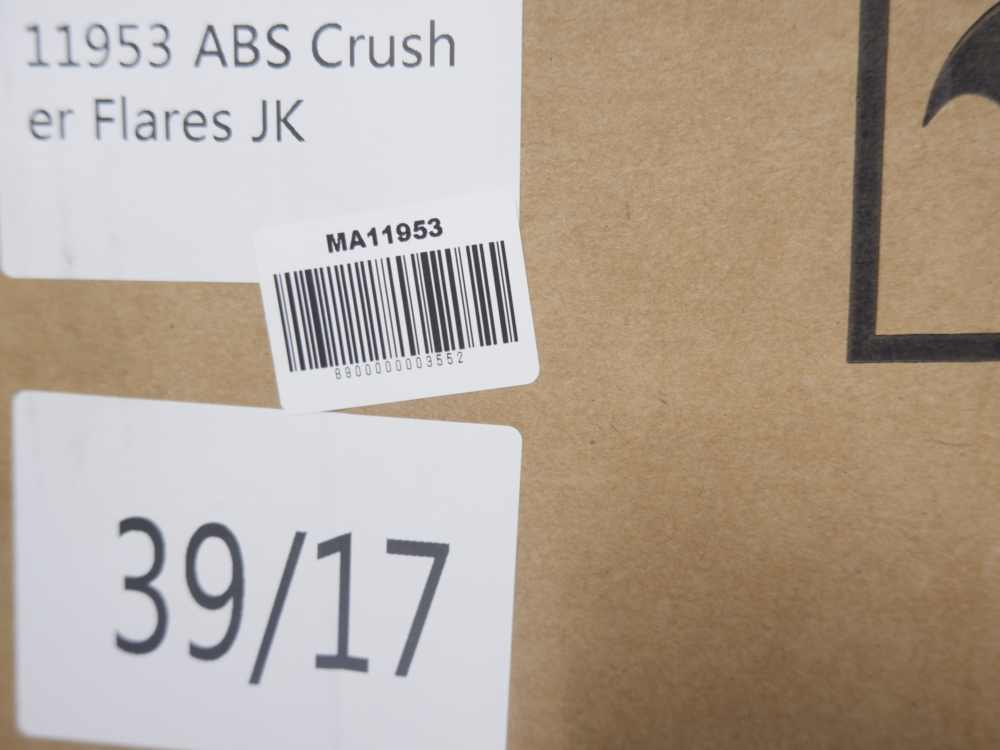 11953 ABS Crush
er Flares JK
MA11953
8900000003552
39/17